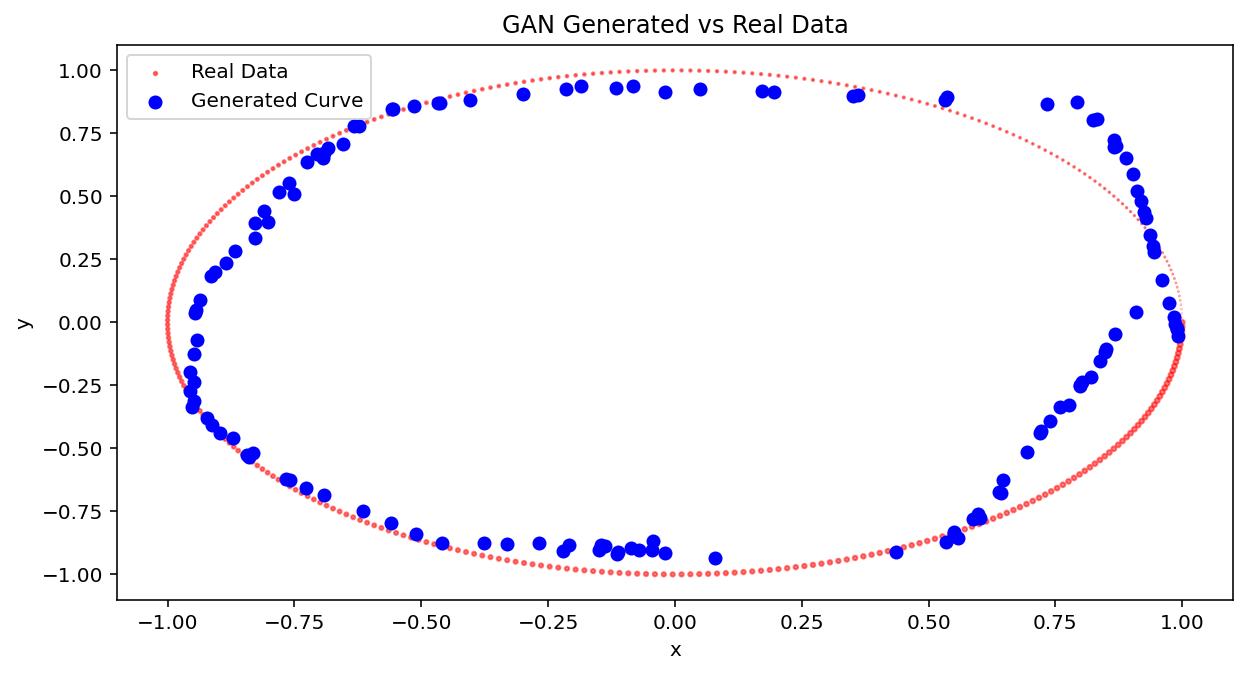 GAN Generated vs Real Data
Real Data
Generated Curve
1.00
0.75
0.50
0.25
0.00
−0.25
−0.50
−0.75
−1.00
y
−1.00 −0.75 −0.50 −0.25 0.00 0.25 0.50 0.75 1.00
x